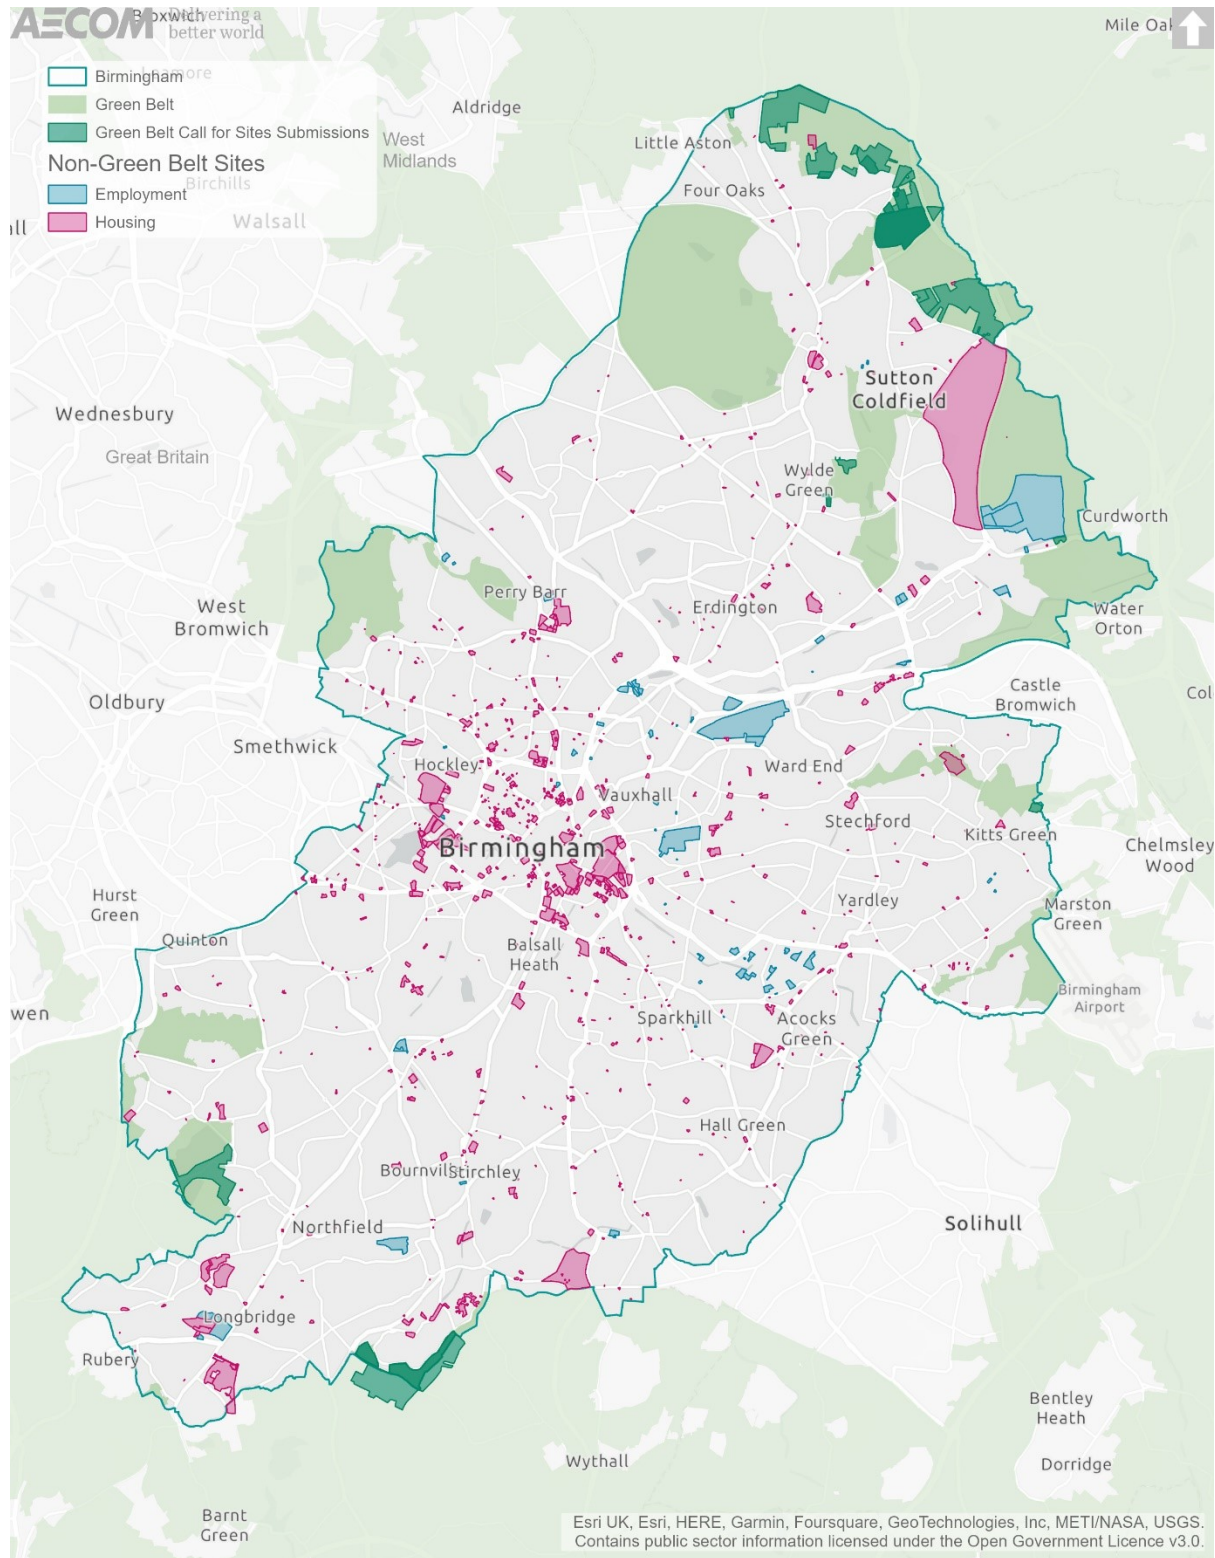 AECOM
Delivering a
better world
Mile Oak
Birmingham
Green Belt
Green Belt Call for Sites Submissions
Non-Green Belt Sites
Employment
Housing
Birchills
Walsall
Aldridge
West
Midlands
Little Aston
Four Oaks
Sutton
Coldfield
Wednesbury
Great Britain
Wylde
Green
Curdworth
Perry Barr
West
Bromwich
Erdington
Water
Orton
Oldbury
Castle
Bromwich
Col
Smethwick
Hockley
Ward End
Vauxhall
Stechford
Kitts Green
Birmingham
Chelmsley
Wood
Hurst
Green
Yardley
Marston
Green
Quinton
Balsall
Heath
Birmingham
Airport
wen
Sparkhill
Acocks
Green
Hall Green
Stirchley
Northfield
Solihull
Longbridge
Rubery
Bentley
Heath
Wythall
Dorridge
Barnt
Green
Esri UK, Esri, HERE, Garmin, Foursquare, GeoTechnologies, Inc, METI/NASA, USGS.
Contains public sector information licensed under the Open Government Licence v3.0.